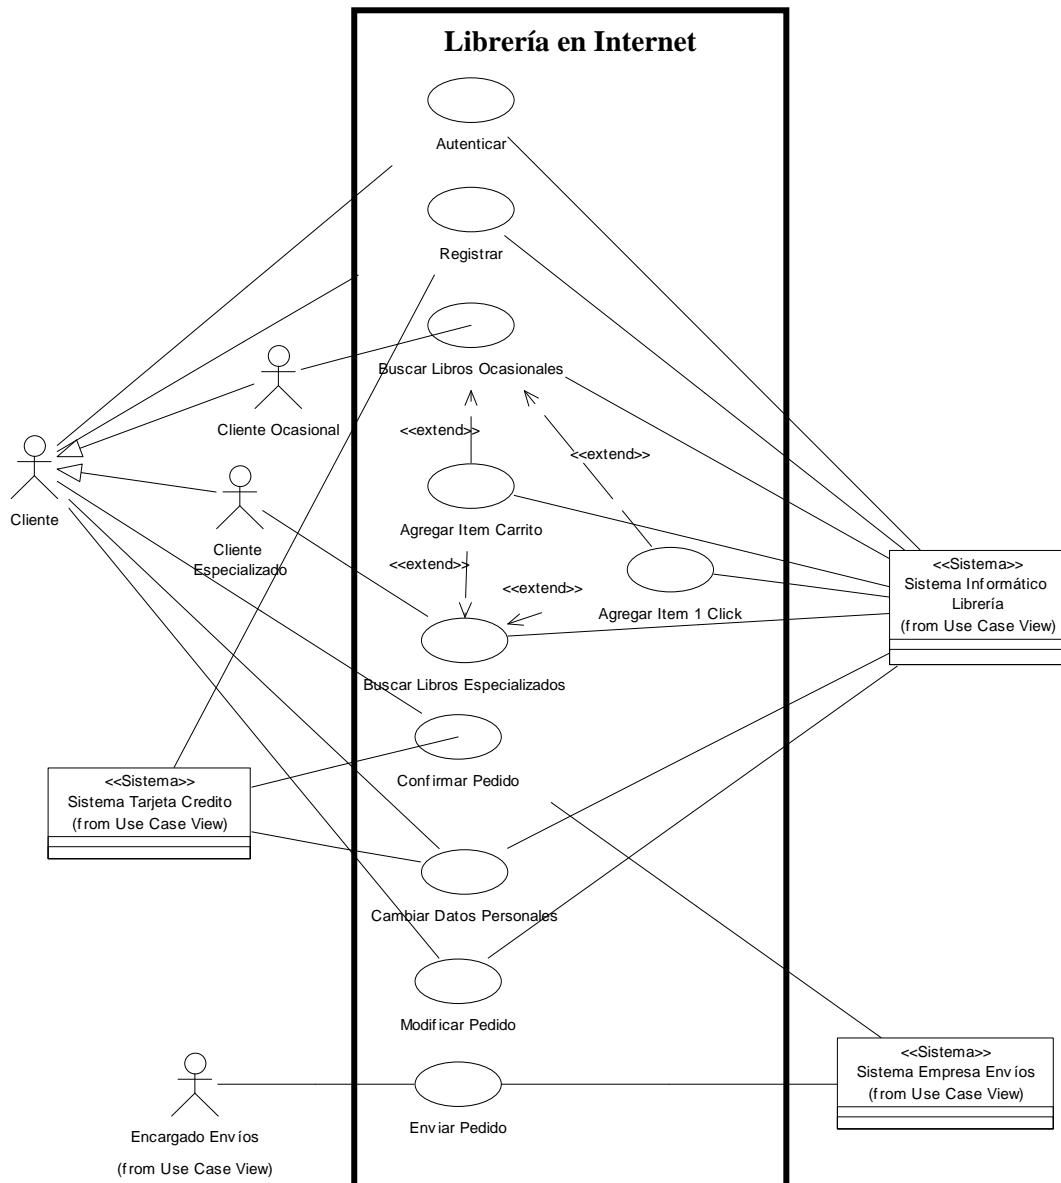 Librería en Internet
Autenticar
Registrar
Buscar Libros Ocasionales
Cliente Ocasional
<<extend>>
<<extend>>
Cliente
Agregar Item Carrito
Cliente
Especializado
<<extend>>
<<extend>>
Agregar Item 1 Click
<<Sistema>>
Sistema Informático
Librería
(from Use Case View)
Buscar Libros Especializados
<<Sistema>>
Sistema Tarjeta Credito
(from Use Case View)
Confirmar Pedido
Cambiar Datos Personales
Modificar Pedido
<<Sistema>>
Sistema Empresa Envíos
(from Use Case View)
Encargado Envíos
(from Use Case View)
Enviar Pedido